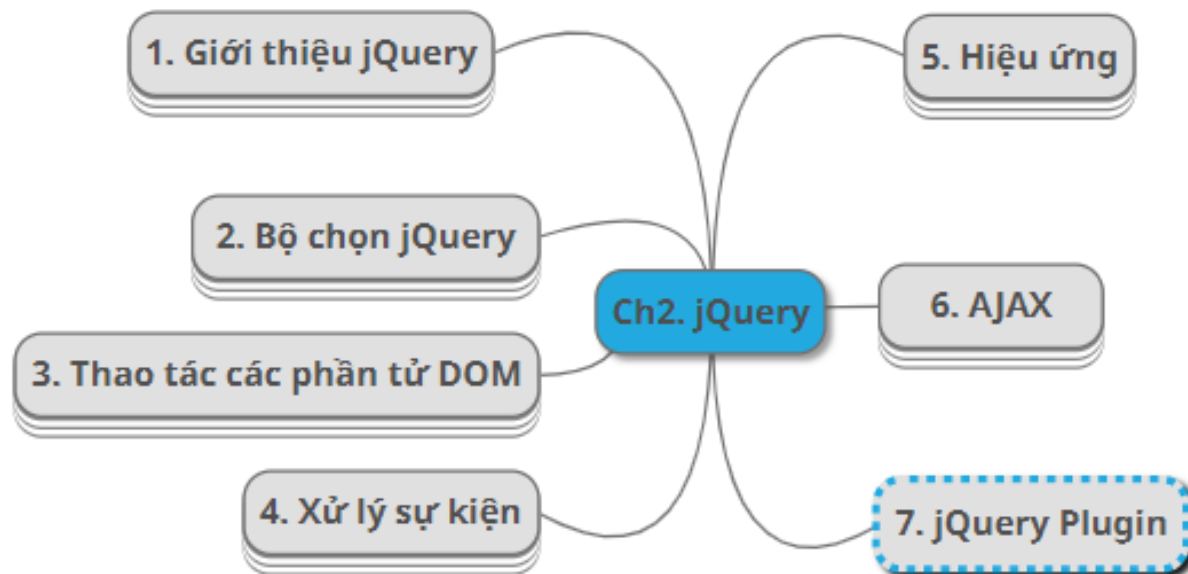 1. Giới thiệu jQuery
2. Bộ chọn jQuery
3. Thao tác các phần tử DOM
4. Xử lý sự kiện
Ch2. jQuery
5. Hiệu ứng
6. AJAX
7. jQuery Plugin